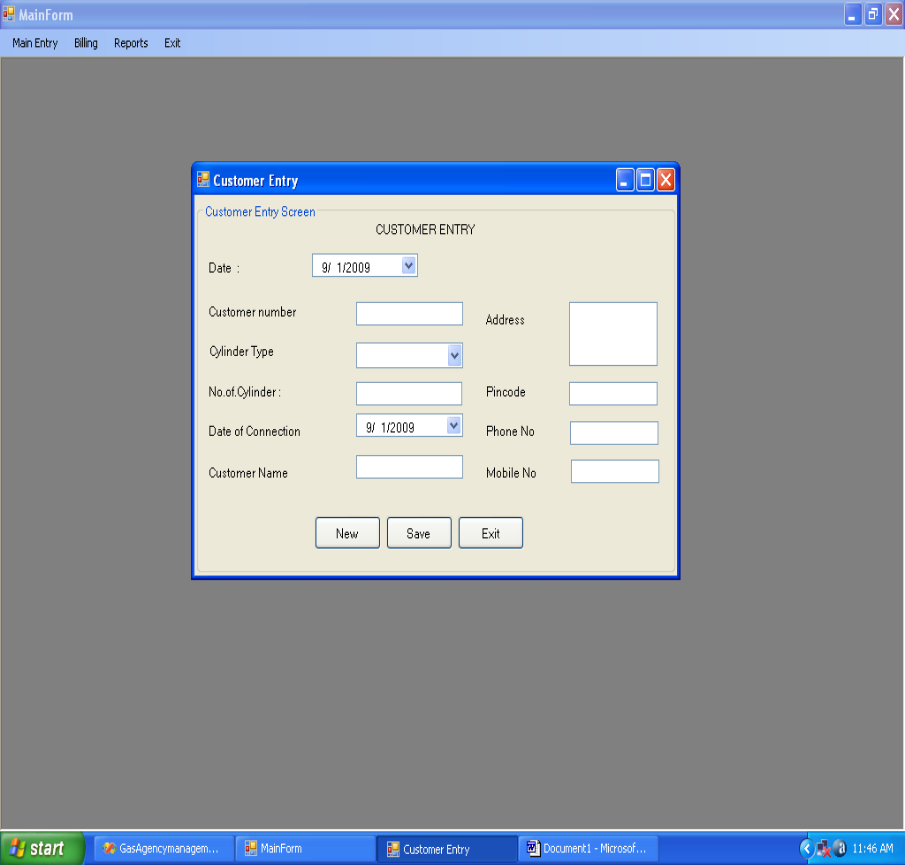 MainForm
Main Entry Billing Reports Exit
Customer Entry
Customer Entry Screen
CUSTOMER ENTRY
Date : 9/ 1/2009
Customer number
Cylinder Type
No.of.Cylinder :
Date of Connection 9/ 1/2009
Customer Name
Address
Pincode
Phone No
Mobile No
New Save Exit
start GasAgencymanagem... MainForm Customer Entry Document1 - Microsof... 11:46 AM